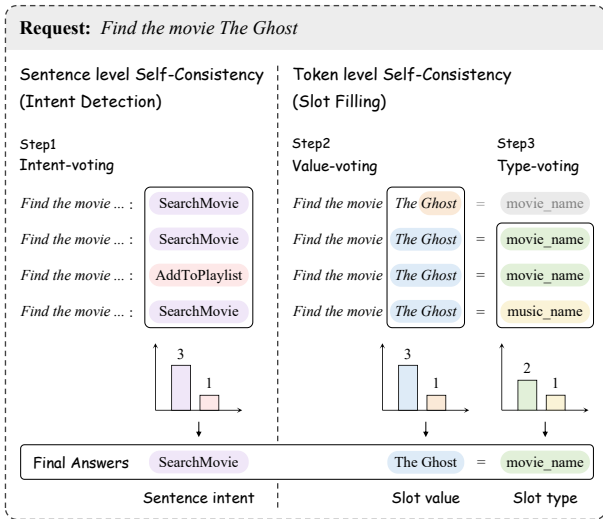 Request: Find the movie The Ghost
Sentence level Self-Consistency
(Intent Detection)
Step1
Intent-voting
Find the movie ... : SearchMovie
Find the movie ... : SearchMovie
Find the movie ... : AddToPlaylist
Find the movie ... : SearchMovie
3
1
Token level Self-Consistency
(Slot Filling)
Step2
Value-voting
Step3
Type-voting
Find the movie The Ghost = movie_name
Find the movie The Ghost = movie_name
Find the movie The Ghost = movie_name
Find the movie The Ghost = music_name
3
1
2
1
Final Answers SearchMovie The Ghost = movie_name
Sentence intent Slot value Slot type